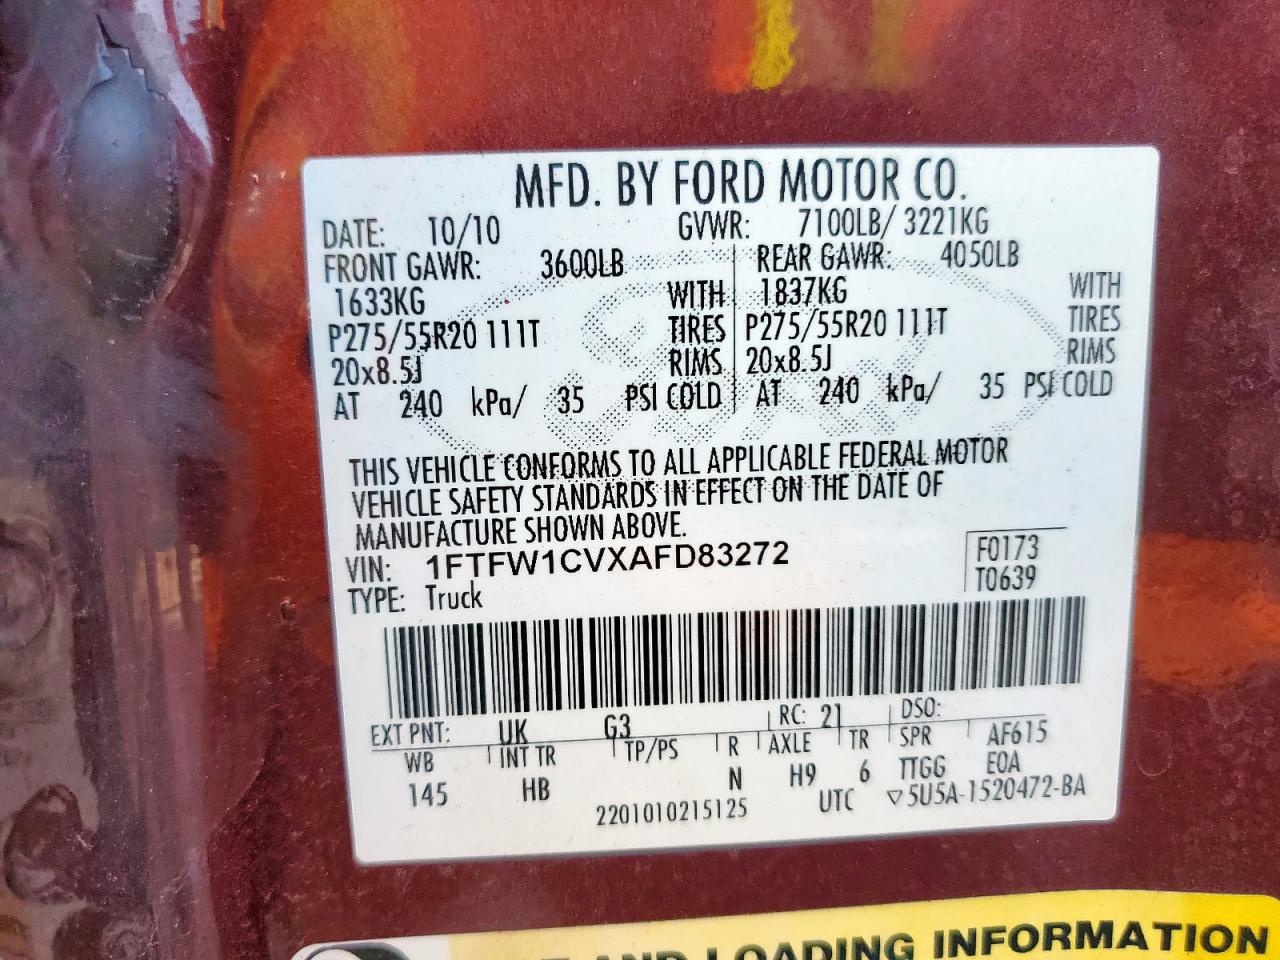 MFD. BY FORD MOTOR CO.
DATE: 10/10 GVWR: 7100LB/ 3221KG
FRONT GAWR: 3600LB REAR GAWR: 4050LB
1633KG WITH 1837KG WITH
P275/55R20 111T TIRES P275/55R20 111T TIRES
20x8.5J RIMS 20x8.5J RIMS
AT 240 kPa/ 35 PSI COLD AT 240 kPa/ 35 PSI COLD
THIS VEHICLE CONFORMS TO ALL APPLICABLE FEDERAL MOTOR
VEHICLE SAFETY STANDARDS IN EFFECT ON THE DATE OF
MANUFACTURE SHOWN ABOVE.
VIN: 1FTFW1CVXAFD83272 F0173
TYPE: Truck T0639
EXT PNT: UK G3 RC: 21 DSO:
WB INT TR TP/PS R AXLE TR SPR AF615
145 HB N H9 6 TTGG E0A
2201010215125 UTC ▽5U5A-1520472-BA
AND LOADING INFORMATION